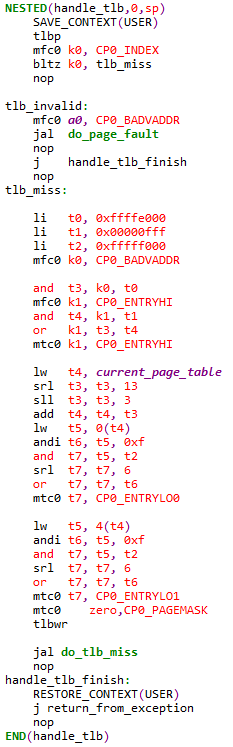 NESTED(handle_tlb,0,sp)
SAVE_CONTEXT(USER)
tlbp
mfc0 k0, CP0_INDEX
bltz k0, tlb_miss
nop
tlb_invalid:
mfc0 a0, CP0_BADVADDR
jal do_page_fault
nop
j handle_tlb_finish
nop
tlb_miss:
li t0, 0xffffe000
li t1, 0x00000fff
li t2, 0xfffff000
mfc0 k0, CP0_BADVADDR
and t3, k0, t0
mfc0 k1, CP0_ENTRYHI
and t4, k1, t1
or k1, t3, t4
mtc0 k1, CP0_ENTRYHI
lw t4, current_page_table
srl t3, t3, 13
sll t3, t3, 3
add t4, t4, t3
lw t5, 0(t4)
andi t6, t5, 0xf
and t7, t5, t2
srl t7, t7, 6
or t7, t7, t6
mtc0 t7, CP0_ENTRYLO0
lw t5, 4(t4)
andi t6, t5, 0xf
and t7, t5, t2
srl t7, t7, 6
or t7, t7, t6
mtc0 t7, CP0_ENTRYLO1
mtc0 zero,CP0_PAGEMASK
tlbwr
jal do_tlb_miss
nop
handle_tlb_finish:
RESTORE_CONTEXT(USER)
j return_from_exception
nop
END(handle_tlb)